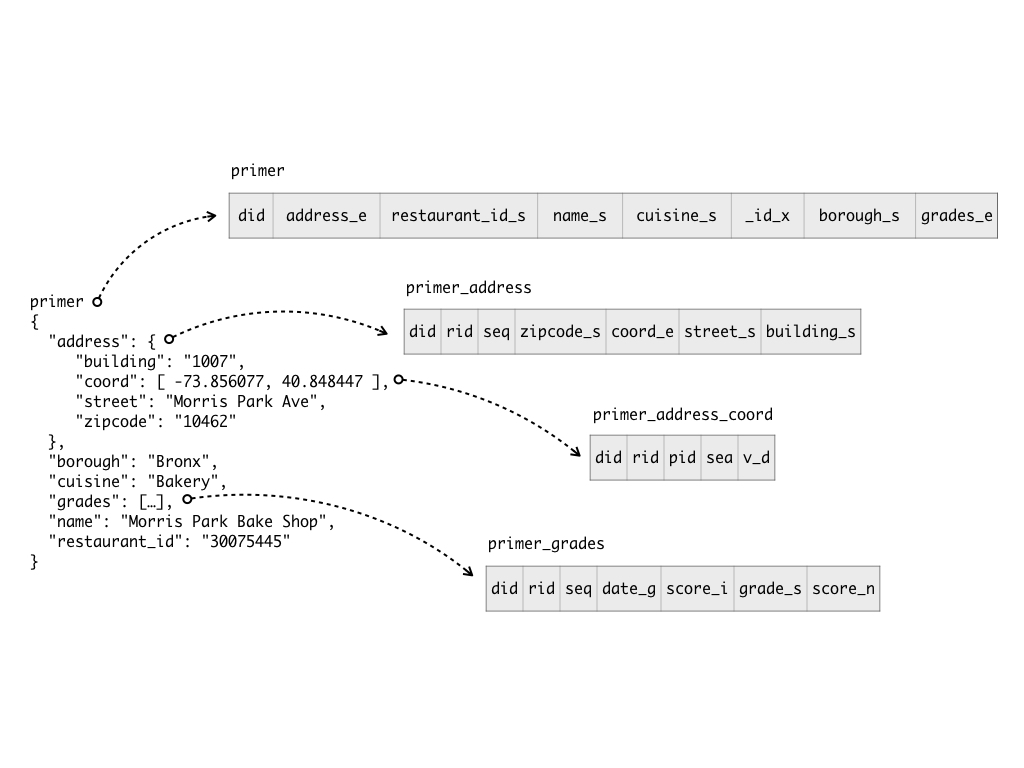 primer
did address_e restaurant_id_s name_s cuisine_s _id_x borough_s grades_e
primer_address
did rid seq zipcode_s coord_e street_s building_s
primer
{
"address": {
"building": "1007",
"coord": [ -73.856077, 40.848447 ],
"street": "Morris Park Ave",
"zipcode": "10462"
},
"borough": "Bronx",
"cuisine": "Bakery",
"grades": […],
"name": "Morris Park Bake Shop",
"restaurant_id": "30075445"
}
primer_address_coord
did rid pid sea v_d
primer_grades
did rid seq date_g score_i grade_s score_n